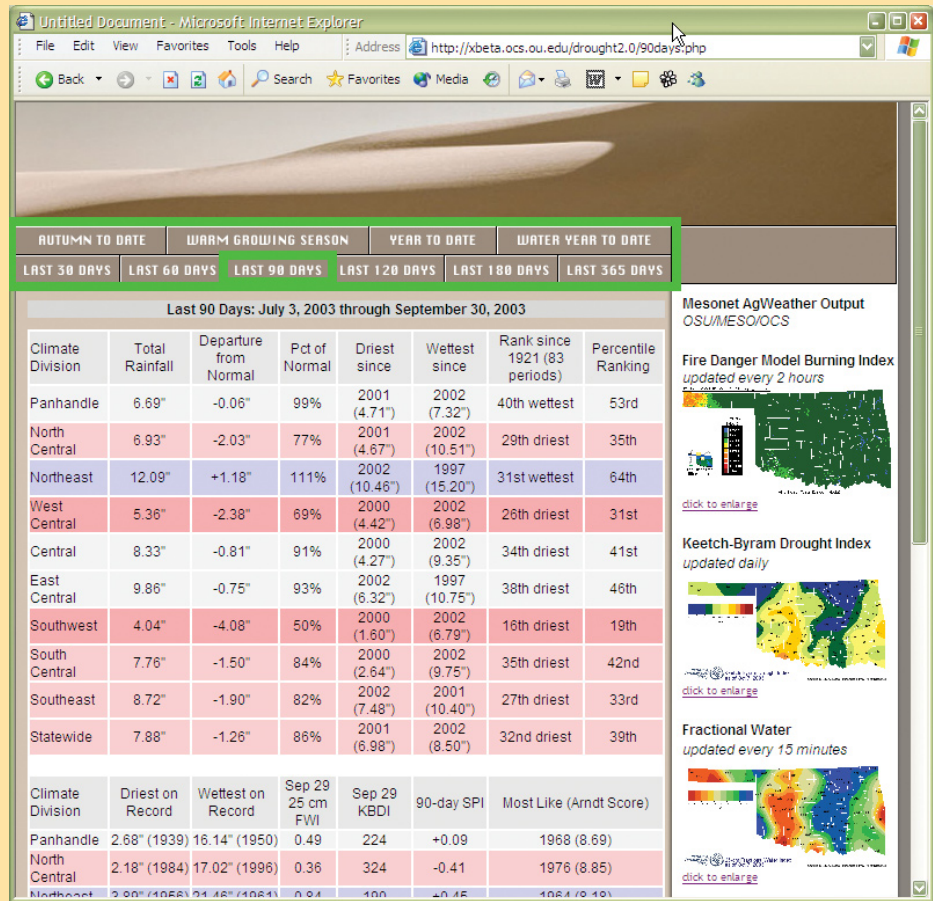 Untitled Document - Microsoft Internet Explorer
File Edit View Favorites Tools Help Address http://xbeta.ocs.ou.edu/drought2.0/90days.php
Back Search Favorites Media
AUTUMN TO DATE WARM GROWING SEASON YEAR TO DATE WATER YEAR TO DATE
LAST 30 DAYS LAST 60 DAYS LAST 90 DAYS LAST 120 DAYS LAST 180 DAYS LAST 365 DAYS
Last 90 Days: July 3, 2003 through September 30, 2003
Climate Division Total Rainfall Departure from Normal Pct of Normal Driest since Wettest since Rank since 1921 (83 periods) Percentile Ranking
Panhandle 6.69" -0.06" 99% 2001 (4.71") 2002 (7.32") 40th wettest 53rd
North Central 6.93" -2.03" 77% 2001 (4.67") 2002 (10.51") 29th driest 35th
Northeast 12.09" +1.18" 111% 2002 (10.46") 1997 (15.20") 31st wettest 64th
West Central 5.36" -2.38" 69% 2000 (4.42") 2002 (6.98") 26th driest 31st
Central 8.33" -0.81" 91% 2000 (4.27") 2002 (9.35") 34th driest 41st
East Central 9.86" -0.75" 93% 2002 (6.32") 1997 (10.75") 38th driest 46th
Southwest 4.04" -4.08" 50% 2000 (1.60") 2002 (6.79") 16th driest 19th
South Central 7.76" -1.50" 84% 2000 (2.64") 2002 (9.75") 35th driest 42nd
Southeast 8.72" -1.90" 82% 2002 (7.48") 2001 (10.40") 27th driest 33rd
Statewide 7.88" -1.26" 86% 2001 (6.98") 2002 (8.50") 32nd driest 39th
Climate Division Driest on Record Wettest on Record Sep 29 25 cm FWI Sep 29 KBDI 90-day SPI Most Like (Arndt Score)
Panhandle 2.68" (1939) 16.14" (1950) 0.49 224 +0.09 1968 (8.69)
North Central 2.18" (1984) 17.02" (1996) 0.36 324 -0.41 1976 (8.85)
Northeast 3.89" (1956) 21.46" (1961) 0.84 190 +0.45 1964 (8.18)
Mesonet AgWeather Output
OSU/MESO/OCS
Fire Danger Model Burning Index
updated every 2 hours
click to enlarge
Keetch-Byram Drought Index
updated daily
click to enlarge
Fractional Water
updated every 15 minutes
click to enlarge